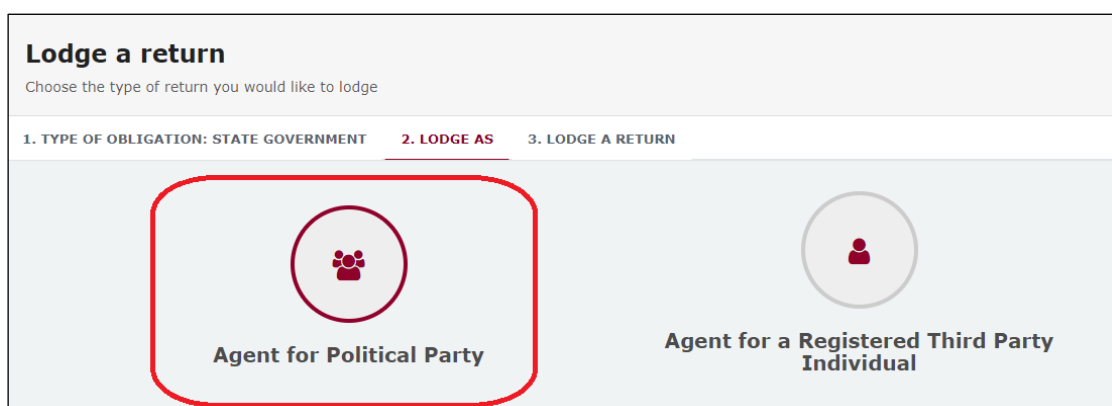 Lodge a return
Choose the type of return you would like to lodge
1. TYPE OF OBLIGATION: STATE GOVERNMENT 2. LODGE AS 3. LODGE A RETURN
Agent for Political Party
Agent for a Registered Third Party
Individual